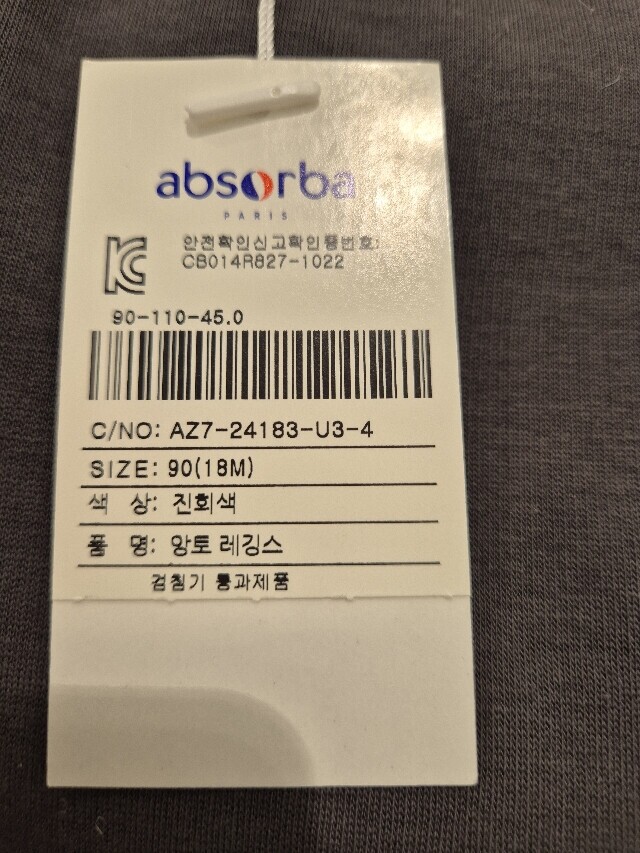 absorba
PARIS
안전확인신고확인증번호:
CB014R827-1022
90-110-45.0
C/NO: AZ7-24183-U3-4
SIZE: 90(18M)
색 상: 진회색
품 명: 앙토 레깅스
검침기 통과제품